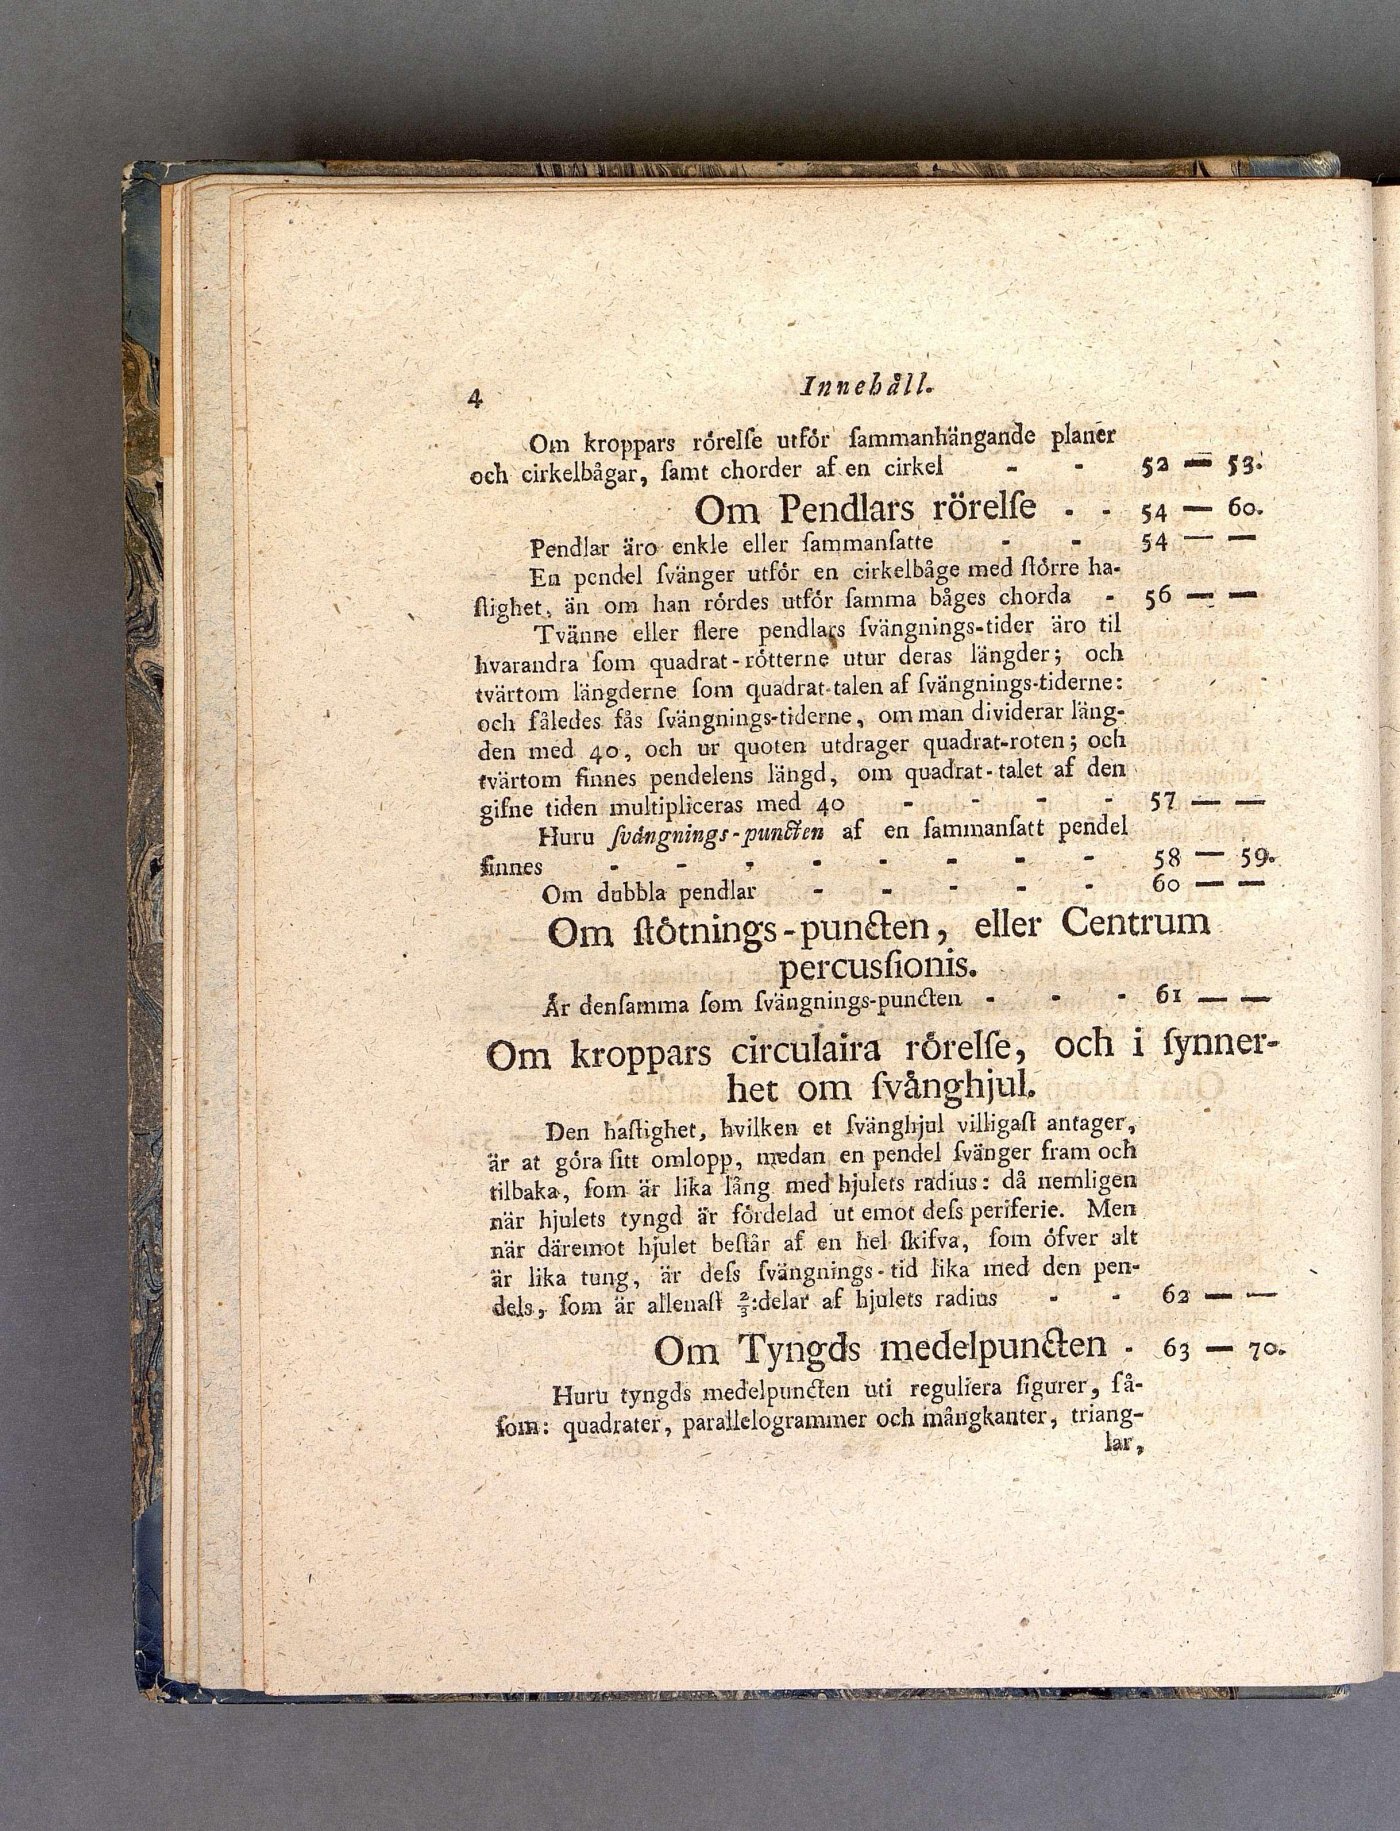 4 Innehåll.
Om kroppars rörelſe utför ſammanhängande planer
och cirkelbågar, ſamt chorder af en cirkel - - 52 — 53.
Om Pendlars rörelſe - - 54 — 60.
Pendlar äro enkle eller ſammanſatte - - 54 — —
En pendel ſvänger utför en cirkelbåge med ſtörre ha-
ſtighet, än om han rördes utför ſamma båges chorda - 56 — —
Tvänne eller flere pendlars ſvängnings-tider äro til
hvarandra ſom quadrat-rötterne utur deras längder; och
tvärtom längderne ſom quadrat-talen af ſvängnings-tiderne:
och ſåledes fås ſvängnings-tiderne, om man dividerar läng-
den med 40, och ur quoten utdrager quadrat-roten; och
tvärtom finnes pendelens längd, om quadrat-talet af den
gifne tiden multipliceras med 40 - - - - 57 — —
Huru ſvängnings-puncten af en ſammanſatt pendel
finnes - - - - - - - - 58 — 59.
Om dubbla pendlar - - - - - 60 — —
Om ſtötnings-puncten, eller Centrum
percusſionis.
Är denſamma ſom ſvängnings-puncten - - - 61 — —
Om kroppars circulaira rörelſe, och i ſynner-
het om ſvänghjul.
Den haſtighet, hvilken et ſvänghjul villigaſt antager,
är at göra ſitt omlopp, medan en pendel ſvänger fram och
tilbaka, ſom är lika lång med hjulets radius: då nemligen
när hjulets tyngd är fördelad ut emot deſs periferie. Men
när däremot hjulet beſtår af en hel ſkifva, ſom öfver alt
är lika tung, är deſs ſvängnings-tid lika med den pen-
dels, ſom är allenaſt ⅔:delar af hjulets radius - - 62 — —
Om Tyngds medelpuncten - 63 — 70.
Huru tyngds medelpuncten uti reguliera figurer, ſå-
ſom: quadrater, parallelogrammer och mångkanter, triang-
lar,